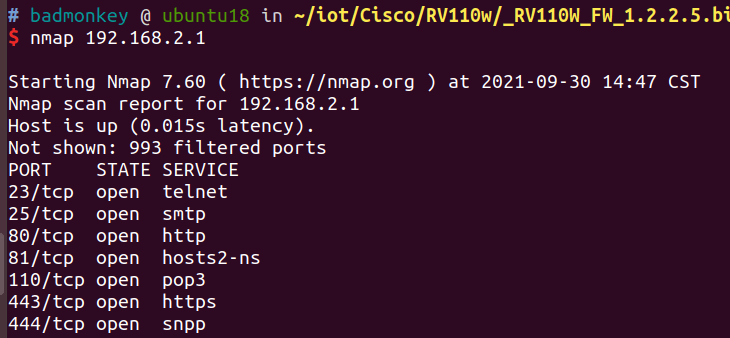 # badmonkey @ ubuntu18 in ~/iot/Cisco/RV110w/_RV110W_FW_1.2.2.5.bi
$ nmap 192.168.2.1
Starting Nmap 7.60 ( https://nmap.org ) at 2021-09-30 14:47 CST
Nmap scan report for 192.168.2.1
Host is up (0.015s latency).
Not shown: 993 filtered ports
PORT    STATE SERVICE
23/tcp  open  telnet
25/tcp  open  smtp
80/tcp  open  http
81/tcp  open  hosts2-ns
110/tcp open  pop3
443/tcp open  https
444/tcp open  snpp